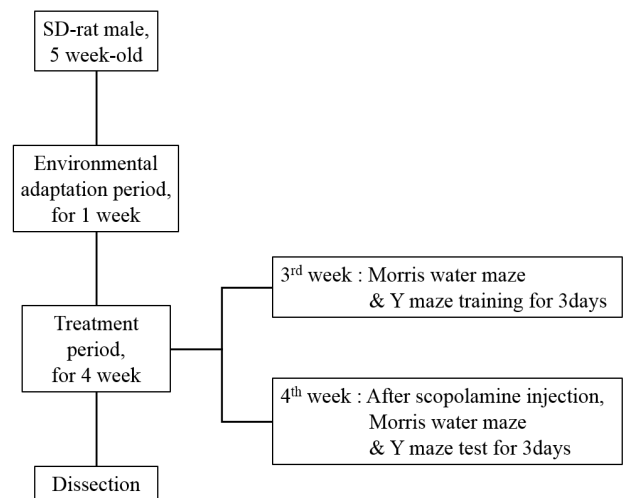 SD-rat male,
5 week-old
Environmental
adaptation period,
for 1 week
Treatment
period,
for 4 week
3rd week : Morris water maze
& Y maze training for 3days
4th week : After scopolamine injection,
Morris water maze
& Y maze test for 3days
Dissection